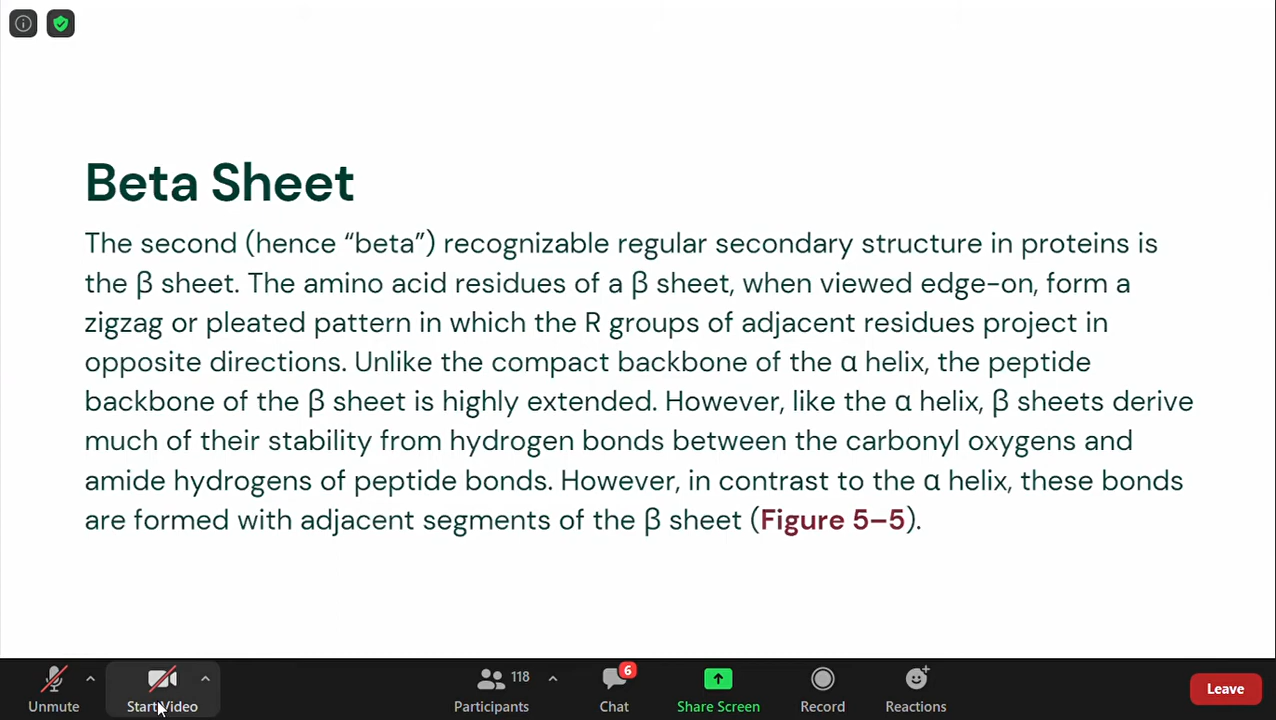 Beta Sheet
The second (hence “beta”) recognizable regular secondary structure in proteins is
the β sheet. The amino acid residues of a β sheet, when viewed edge-on, form a
zigzag or pleated pattern in which the R groups of adjacent residues project in
opposite directions. Unlike the compact backbone of the α helix, the peptide
backbone of the β sheet is highly extended. However, like the α helix, β sheets derive
much of their stability from hydrogen bonds between the carbonyl oxygens and
amide hydrogens of peptide bonds. However, in contrast to the α helix, these bonds
are formed with adjacent segments of the β sheet (Figure 5–5).
118
6
Unmute Start Video Participants Chat Share Screen Record Reactions Leave